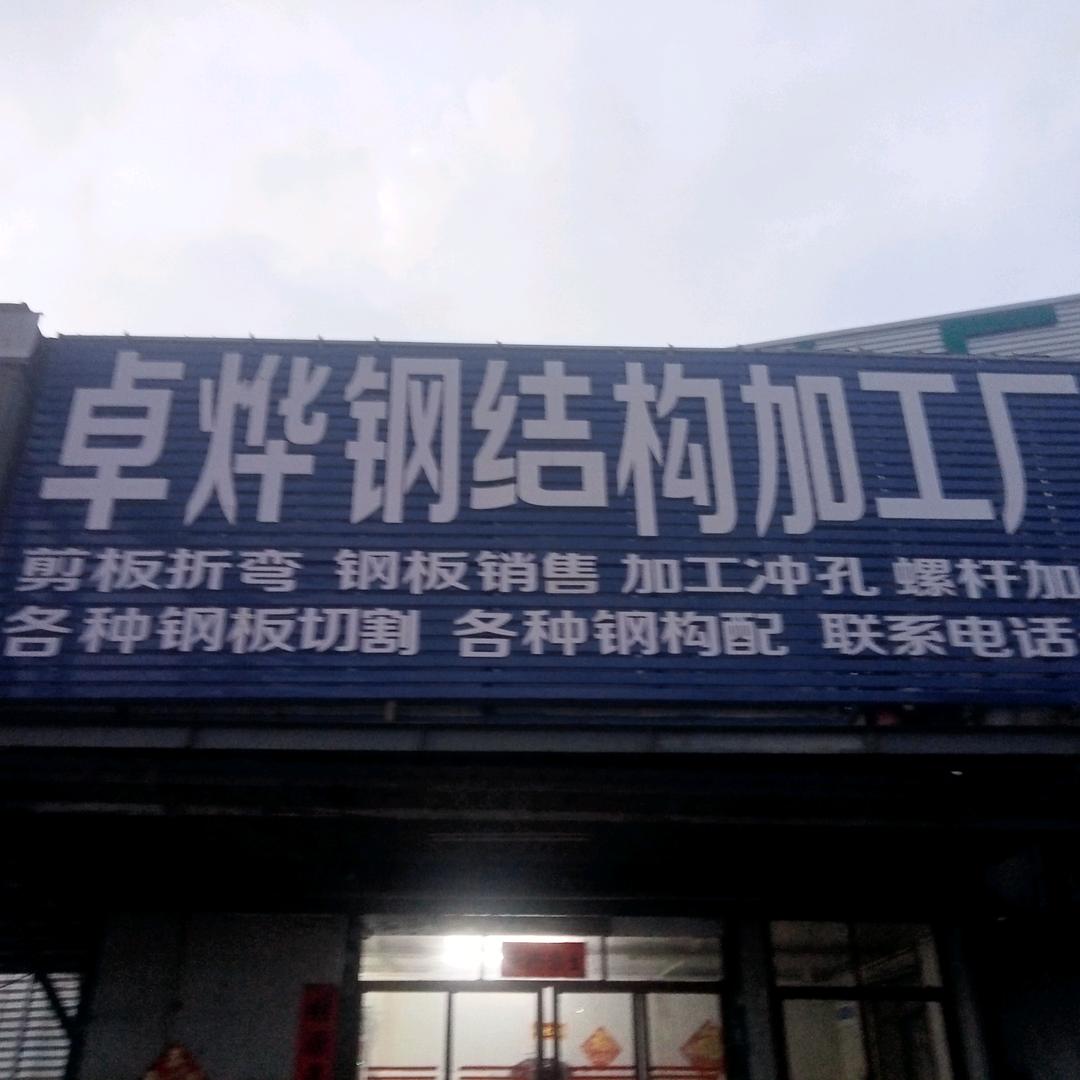 卓烨钢结构加工厂
剪板折弯 钢板销售 加工冲孔 螺杆加
各种钢板切割 各种钢构配 联系电话